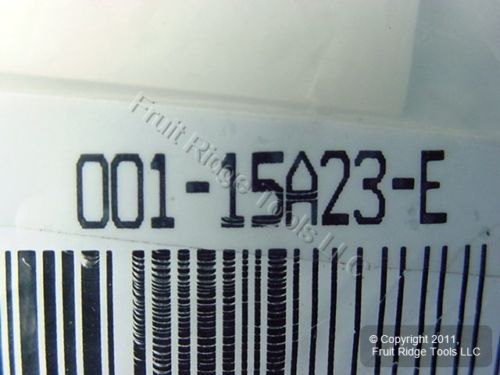 Fruit Ridge Tools LLC
001-15A23-E
© Copyright 2011,
Fruit Ridge Tools LLC